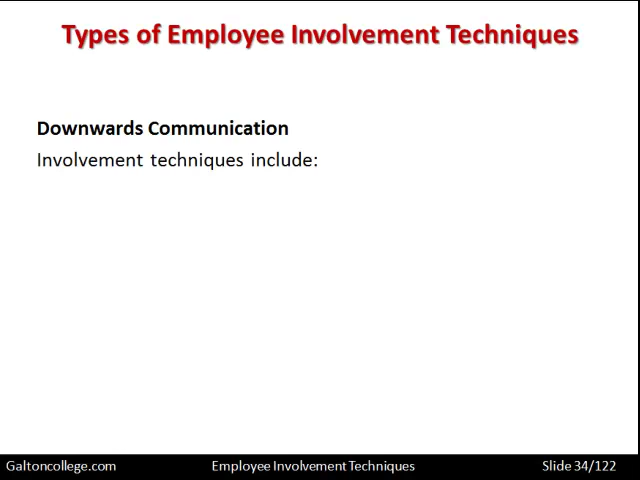 Types of Employee Involvement Techniques
Downwards Communication
Involvement techniques include:
Galtoncollege.com
Employee Involvement Techniques
Slide 34/122